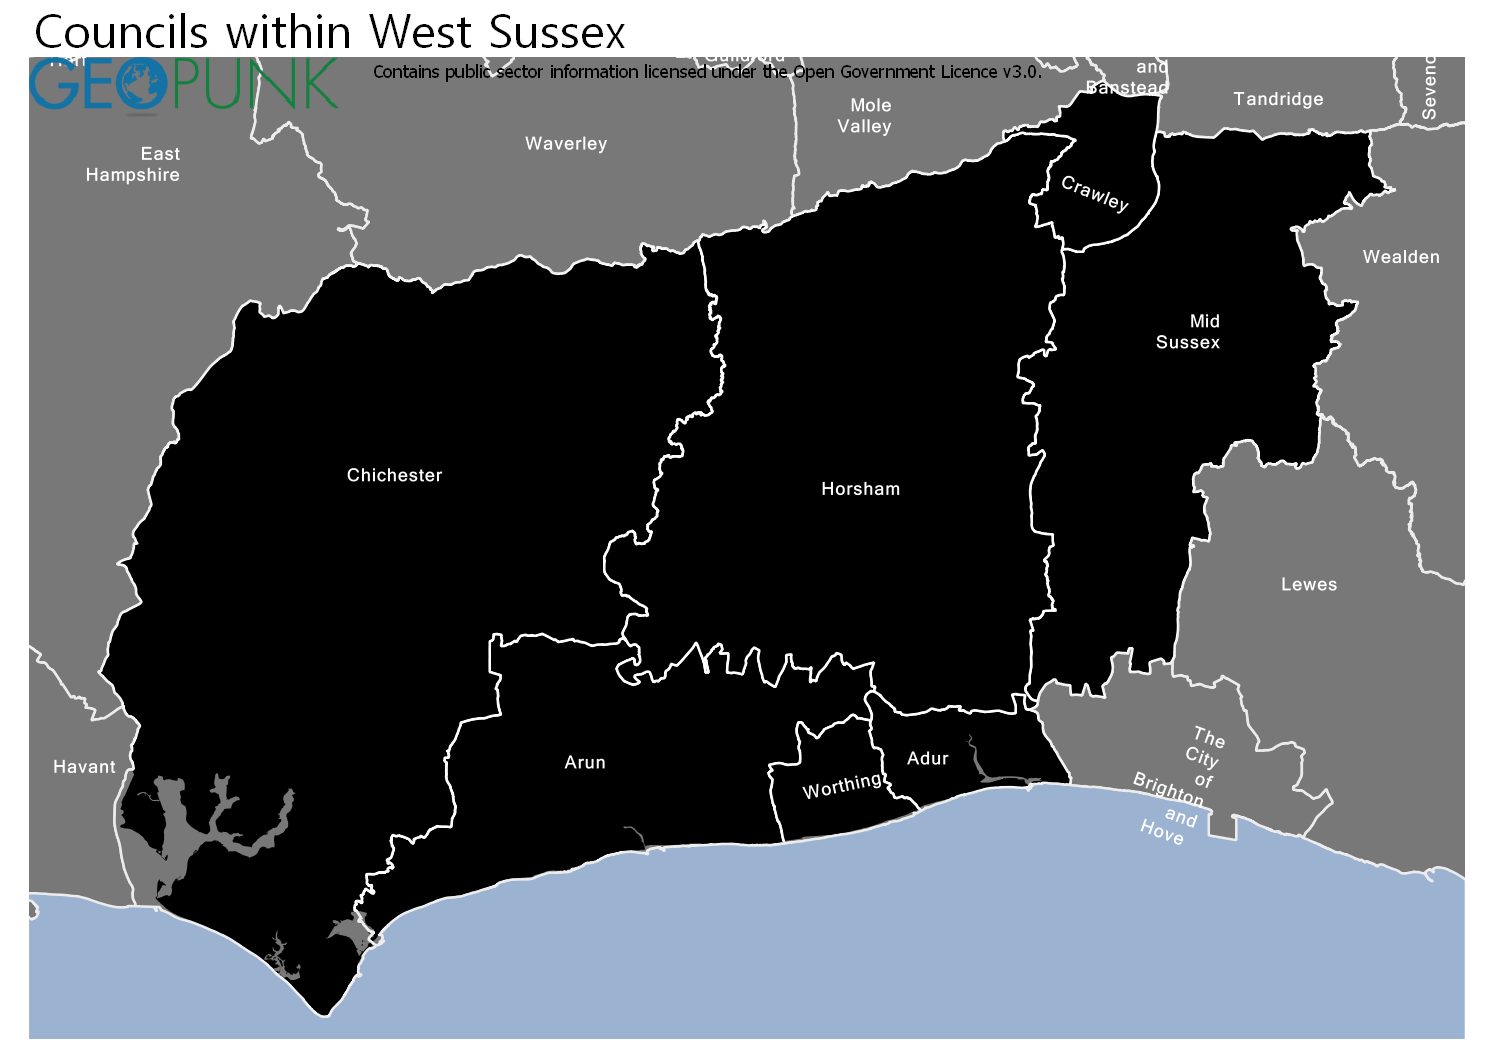 Councils within West Sussex
GEOPUNK
Contains public sector information licensed under the Open Government Licence v3.0.
and
Banstead
Tandridge
Mole
Valley
Waverley
East
Hampshire
Crawley
Wealden
Mid
Sussex
Chichester
Horsham
Lewes
Havant
Arun
Worthing
Adur
The
City
of
Brighton
and
Hove